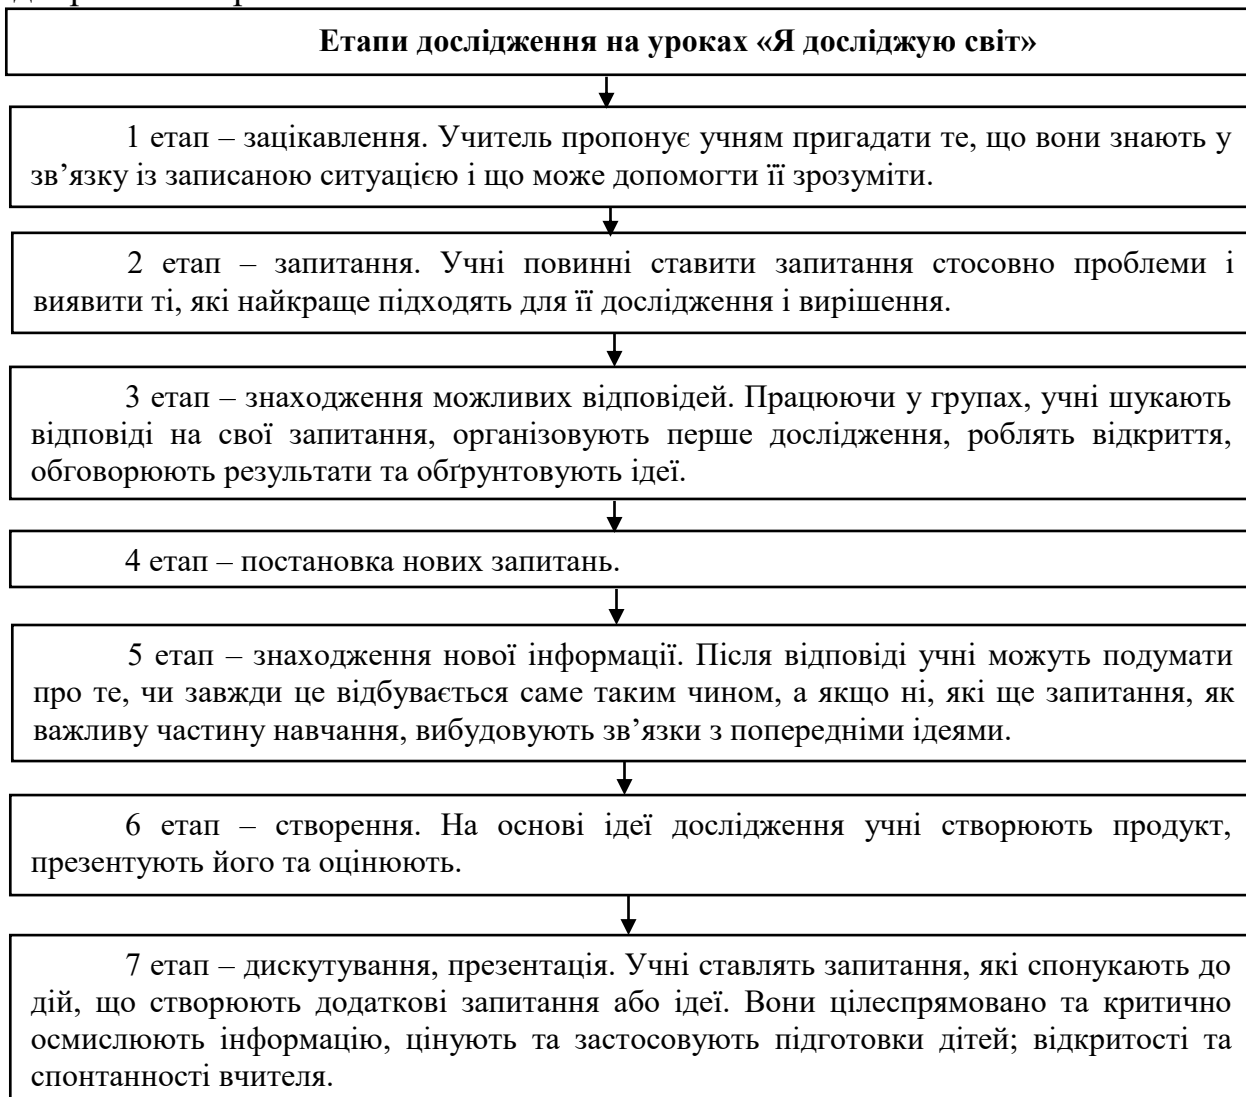 Етапи дослідження на уроках «Я досліджую світ»
1 етап – зацікавлення. Учитель пропонує учням пригадати те, що вони знають у
зв’язку із записаною ситуацією і що може допомогти її зрозуміти.
2 етап – запитання. Учні повинні ставити запитання стосовно проблеми і
виявити ті, які найкраще підходять для її дослідження і вирішення.
3 етап – знаходження можливих відповідей. Працюючи у групах, учні шукають
відповіді на свої запитання, організовують перше дослідження, роблять відкриття,
обговорюють результати та обґрунтовують ідеї.
4 етап – постановка нових запитань.
5 етап – знаходження нової інформації. Після відповіді учні можуть подумати
про те, чи завжди це відбувається саме таким чином, а якщо ні, які ще запитання, як
важливу частину навчання, вибудовують зв’язки з попередніми ідеями.
6 етап – створення. На основі ідеї дослідження учні створюють продукт,
презентують його та оцінюють.
7 етап – дискутування, презентація. Учні ставлять запитання, які спонукають до
дій, що створюють додаткові запитання або ідеї. Вони цілеспрямовано та критично
осмислюють інформацію, цінують та застосовують підготовки дітей; відкритості та
спонтанності вчителя.